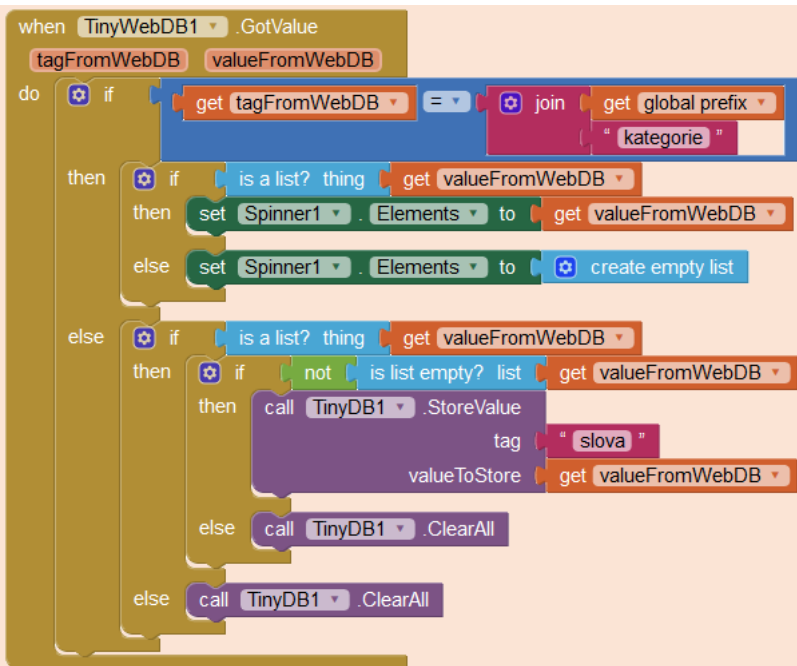 when TinyWebDB1 .GotValue
tagFromWebDB valueFromWebDB
do if get tagFromWebDB = join get global prefix
" kategorie "
then if is a list? thing get valueFromWebDB
then set Spinner1 . Elements to get valueFromWebDB
else set Spinner1 . Elements to create empty list
else if is a list? thing get valueFromWebDB
then if not is list empty? list get valueFromWebDB
then call TinyDB1 .StoreValue
tag " slova "
valueToStore get valueFromWebDB
else call TinyDB1 .ClearAll
else call TinyDB1 .ClearAll